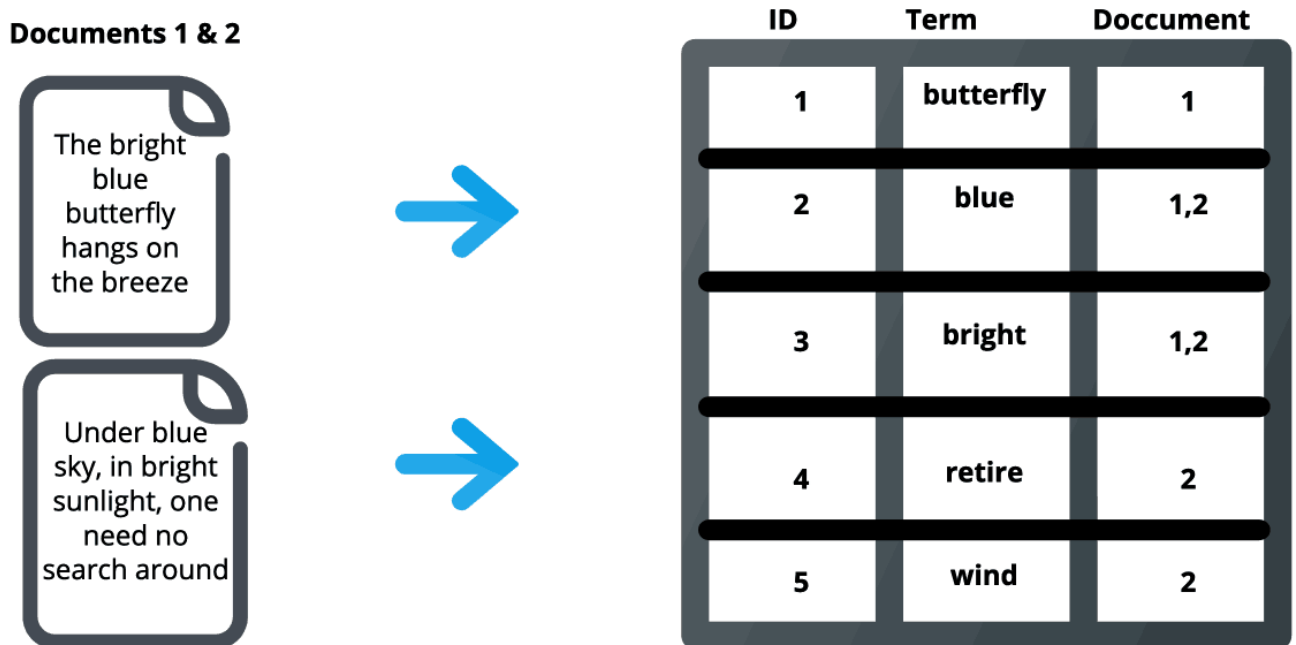 Documents 1 & 2
The bright
blue
butterfly
hangs on
the breeze
Under blue
sky, in bright
sunlight, one
need no
search around
ID Term Doccument
1 butterfly 1
2 blue 1,2
3 bright 1,2
4 retire 2
5 wind 2